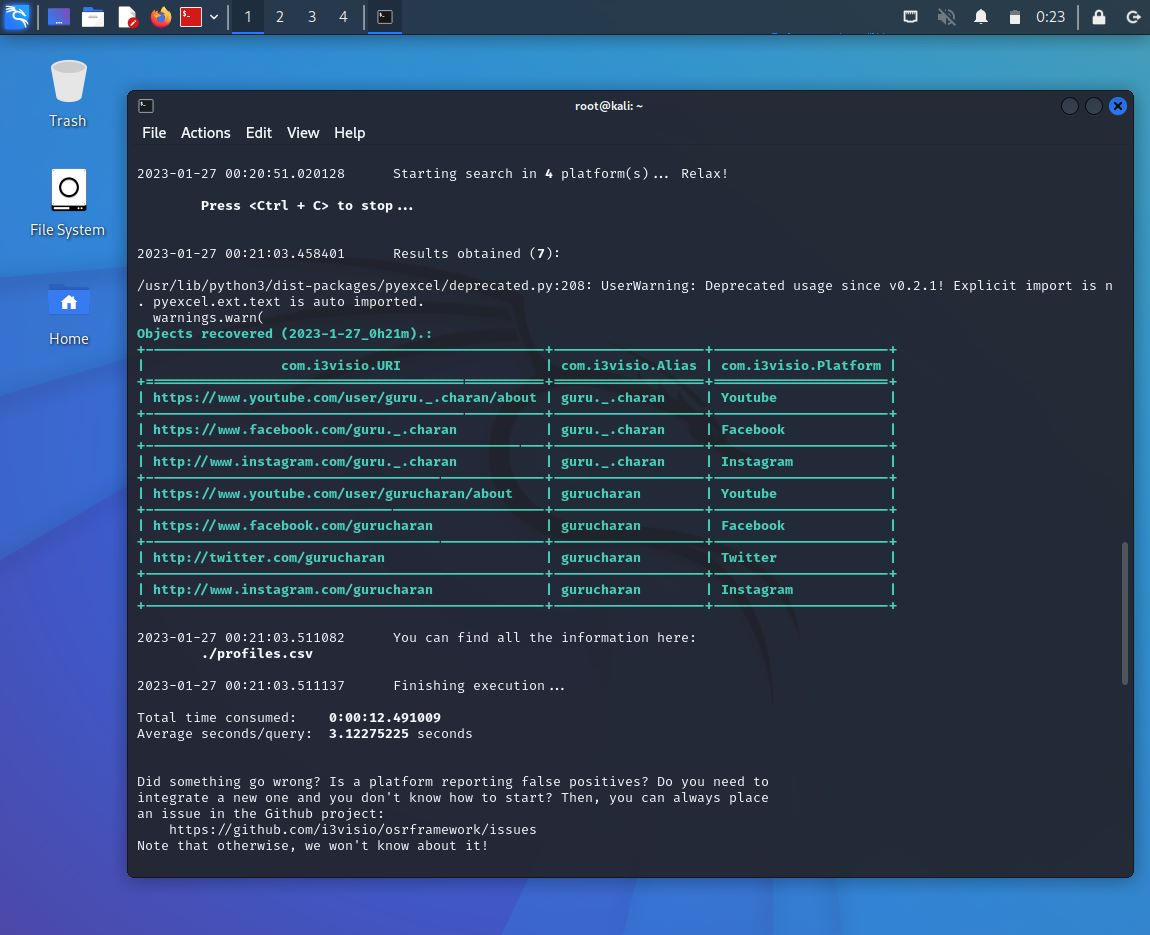 1 2 3 4 0:23
Trash
File System
Home
root@kali: ~
File Actions Edit View Help
2023-01-27 00:20:51.020128 Starting search in 4 platform(s)... Relax!
Press <Ctrl + C> to stop...
2023-01-27 00:21:03.458401 Results obtained (7):
/usr/lib/python3/dist-packages/pyexcel/deprecated.py:208: UserWarning: Deprecated usage since v0.2.1! Explicit import is n
. pyexcel.ext.text is auto imported.
warnings.warn(
Objects recovered (2023-1-27_0h21m).:
| com.i3visio.URI | com.i3visio.Alias | com.i3visio.Platform |
| https://www.youtube.com/user/guru._.charan/about | guru._.charan | Youtube |
| https://www.facebook.com/guru._.charan | guru._.charan | Facebook |
| http://www.instagram.com/guru._.charan | guru._.charan | Instagram |
| https://www.youtube.com/user/gurucharan/about | gurucharan | Youtube |
| https://www.facebook.com/gurucharan | gurucharan | Facebook |
| http://twitter.com/gurucharan | gurucharan | Twitter |
| http://www.instagram.com/gurucharan | gurucharan | Instagram |
2023-01-27 00:21:03.511082 You can find all the information here:
./profiles.csv
2023-01-27 00:21:03.511137 Finishing execution...
Total time consumed: 0:00:12.491009
Average seconds/query: 3.12275225 seconds
Did something go wrong? Is a platform reporting false positives? Do you need to
integrate a new one and you don't know how to start? Then, you can always place
an issue in the Github project:
https://github.com/i3visio/osrframework/issues
Note that otherwise, we won't know about it!